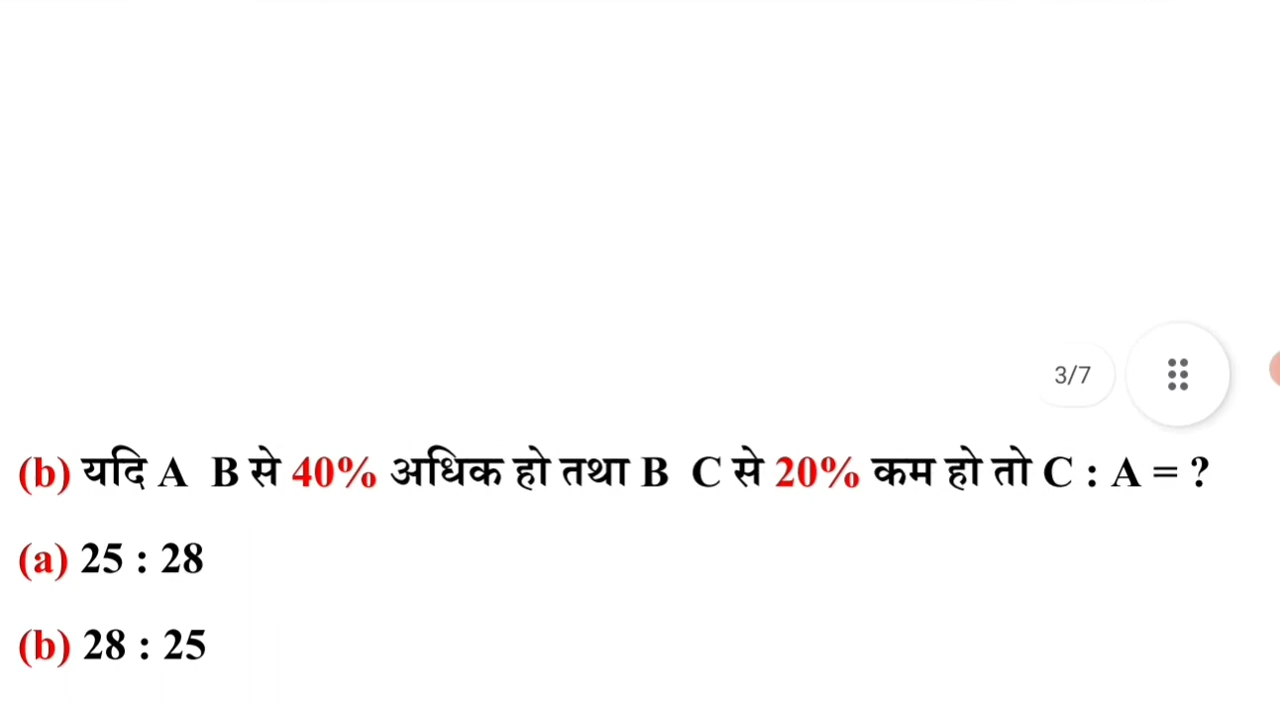 3/7
(b) यदि A B से 40% अधिक हो तथा B C से 20% कम हो तो C : A = ?
(a) 25 : 28
(b) 28 : 25